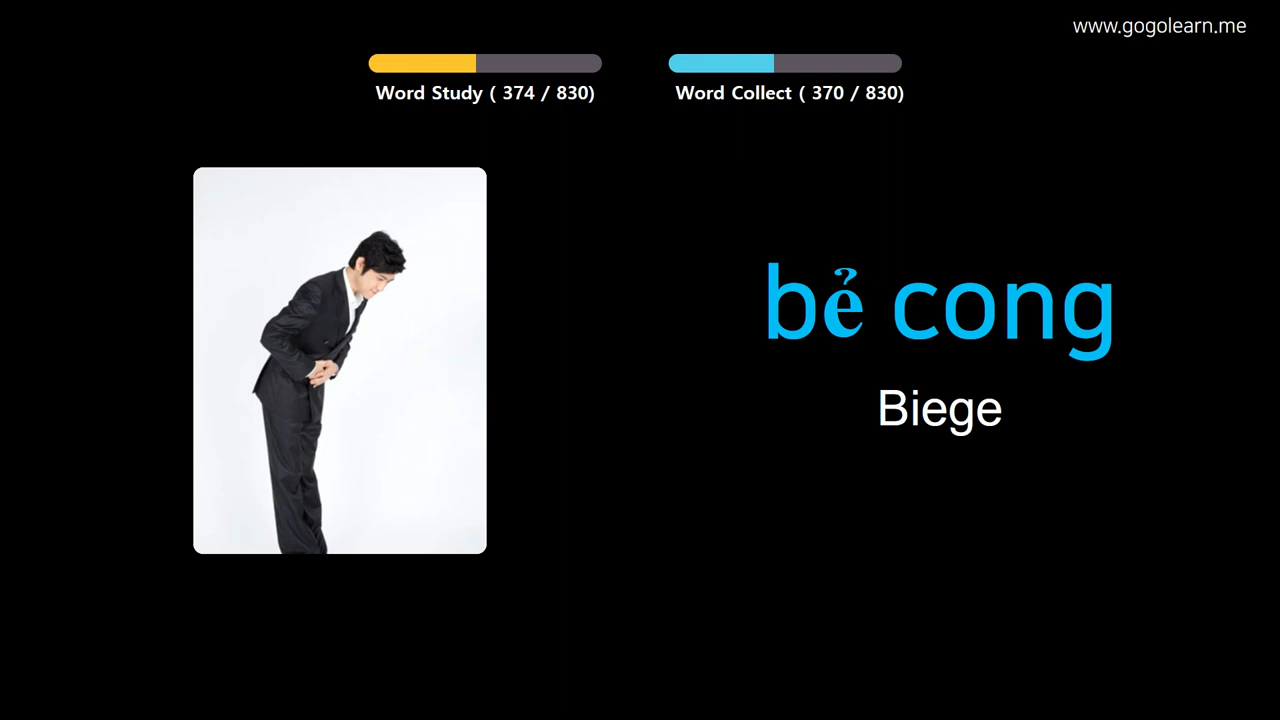 www.gogolearn.me
Word Study ( 374 / 830)
Word Collect ( 370 / 830)
bẻ cong
Biege